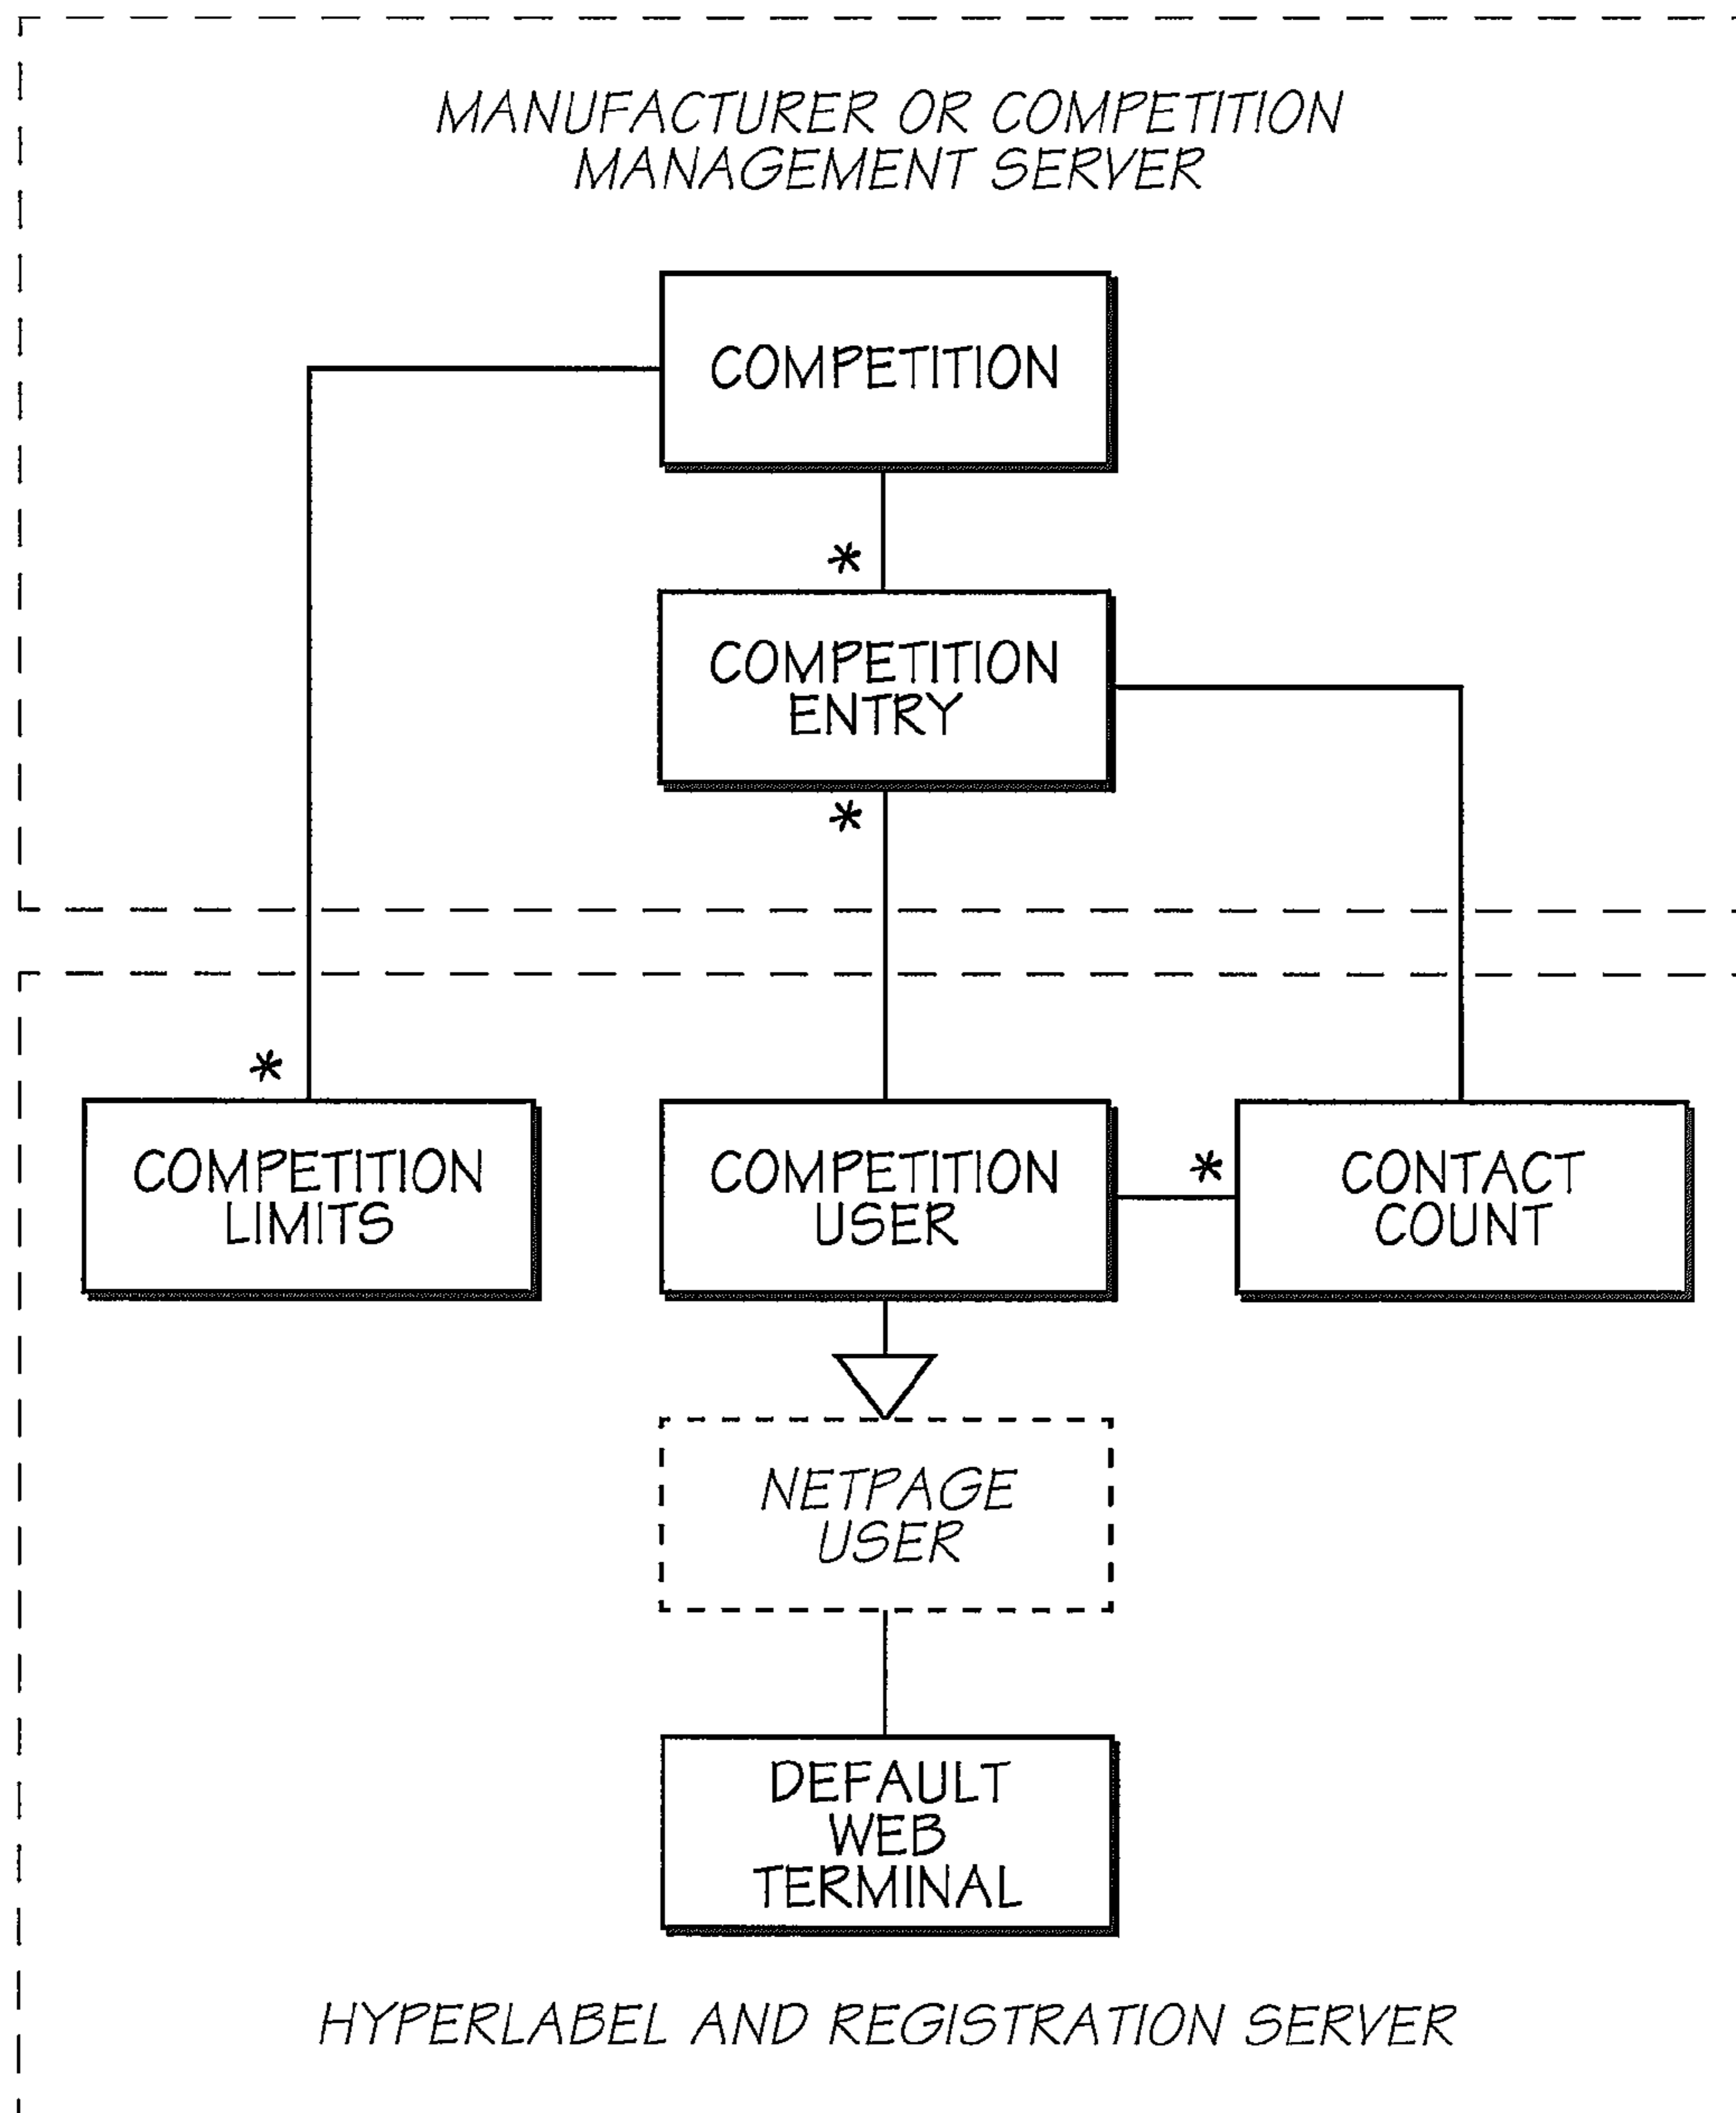 MANUFACTURER OR COMPETITION
MANAGEMENT SERVER
COMPETITION
*
COMPETITION
ENTRY
*
*
COMPETITION
LIMITS
COMPETITION
USER
*
CONTACT
COUNT
NETPAGE
USER
DEFAULT
WEB
TERMINAL
HYPERLABEL AND REGISTRATION SERVER